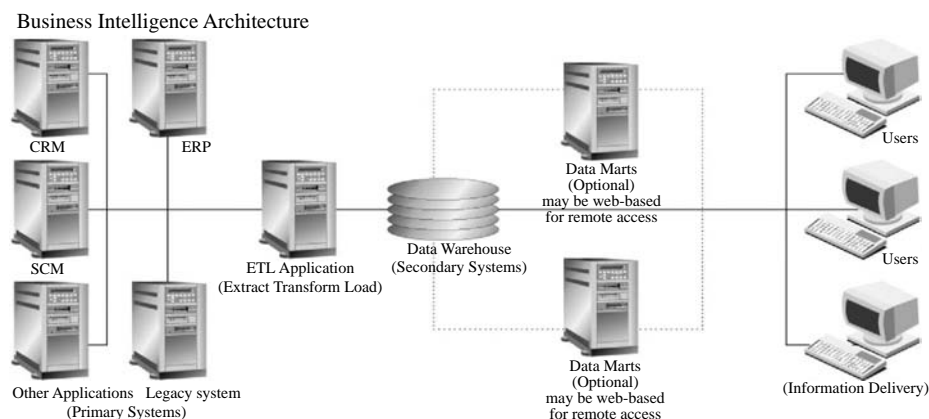 Business Intelligence Architecture
CRM
ERP
SCM
ETL Application
(Extract Transform Load)
Other Applications
Legacy system
(Primary Systems)
Data Warehouse
(Secondary Systems)
Data Marts
(Optional)
may be web-based
for remote access
Data Marts
(Optional)
may be web-based
for remote access
Users
Users
(Information Delivery)